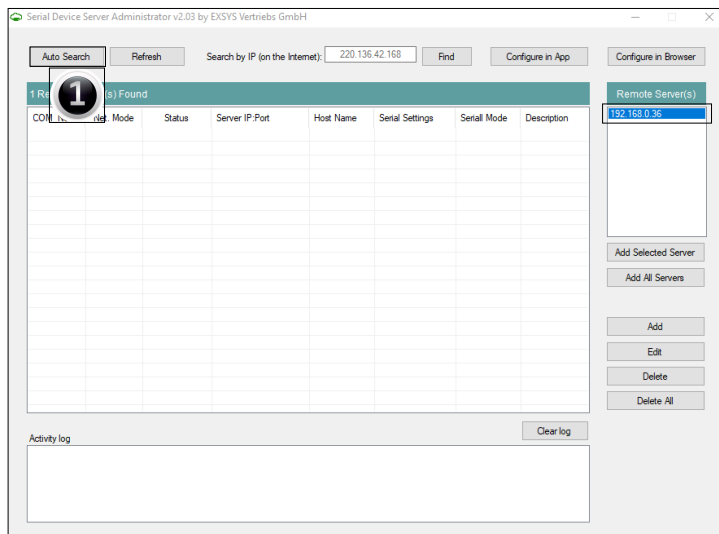 Serial Device Server Administrator v2.03 by EXSYS Vertriebs GmbH
Auto Search Refresh Search by IP (on the Internet): 220.136.42.168 Find Configure in App Configure in Browser
1 (s) Found Remote Server(s)
1
COM Net. Mode Status Server IP:Port Host Name Serial Settings Seriall Mode Description
192.168.0.36
Add Selected Server
Add All Servers
Add
Edit
Delete
Delete All
Clear log
Activity log